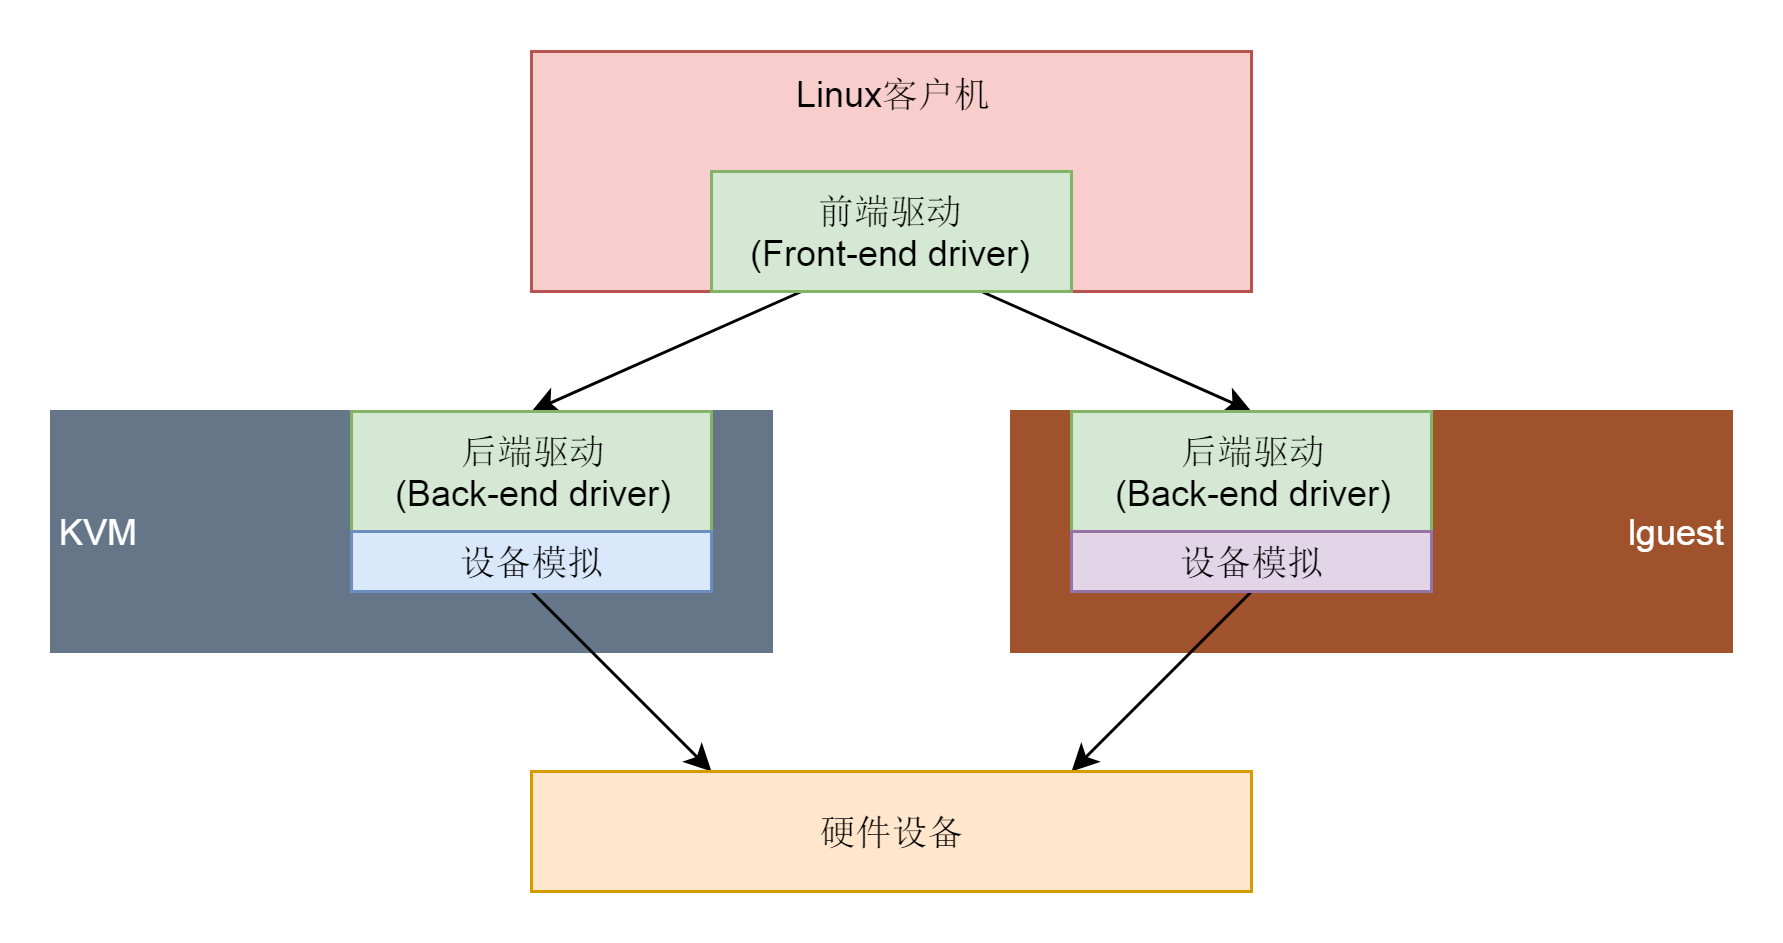 Linux客户机
前端驱动
(Front-end driver)
后端驱动
(Back-end driver)
设备模拟
KVM
后端驱动
(Back-end driver)
设备模拟
lguest
硬件设备